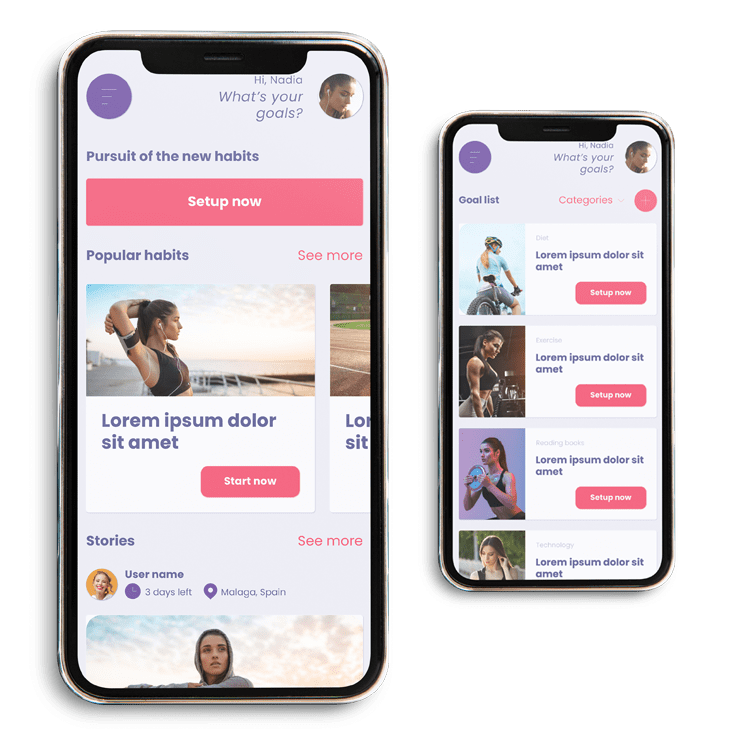 Hi, Nadia
What's your
goals?
Pursuit of the new habits
Setup now
Popular habits
See more
Lorem ipsum dolor
sit amet
Start now
Lo
sit
Stories
See more
User name
3 days left
Malaga, Spain
Hi, Nadia
What's your
goals?
Goal list
Categories
Diet
Lorem ipsum dolor sit
amet
Setup now
Exercise
Lorem ipsum dolor sit
amet
Setup now
Reading books
Lorem ipsum dolor sit
amet
Setup now
Technology
Lorem ipsum dolor sit
amet